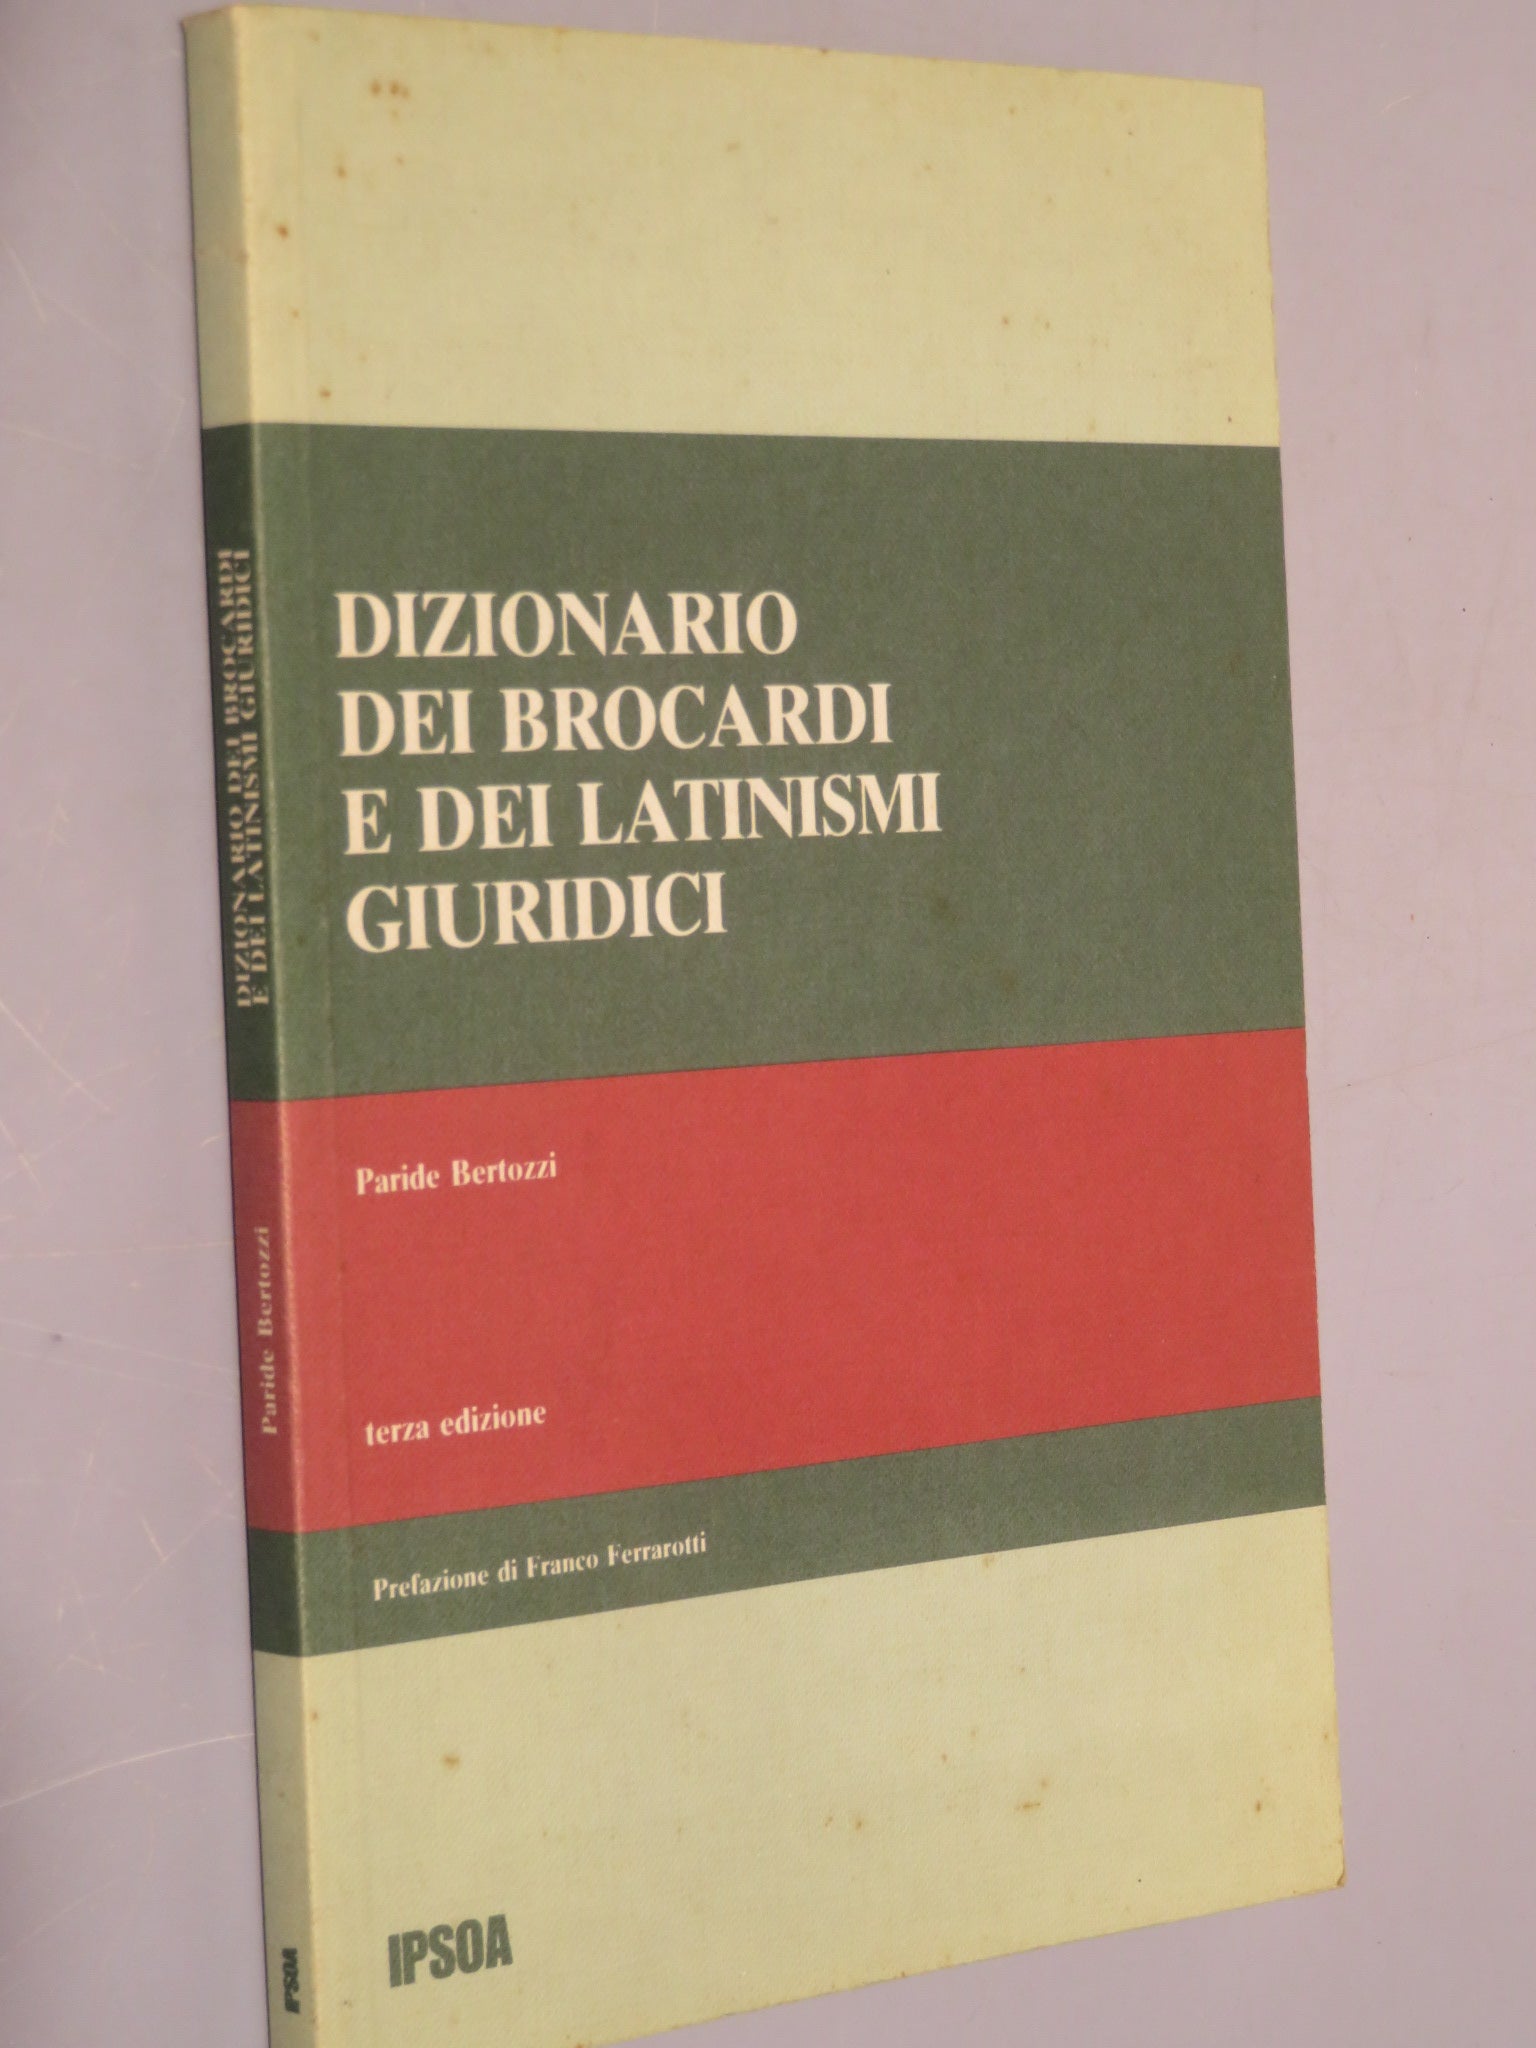 DIZIONARIO
DEI BROCARDI
E DEI LATINISMI
GIURIDICI
Paride Bertozzi
terza edizione
Prefazione di Franco Ferrarotti
IPSOA
DIZIONARIO DEI BROCARDI
E DEI LATINISMI GIURIDICI
Paride Bertozzi
IPSOA